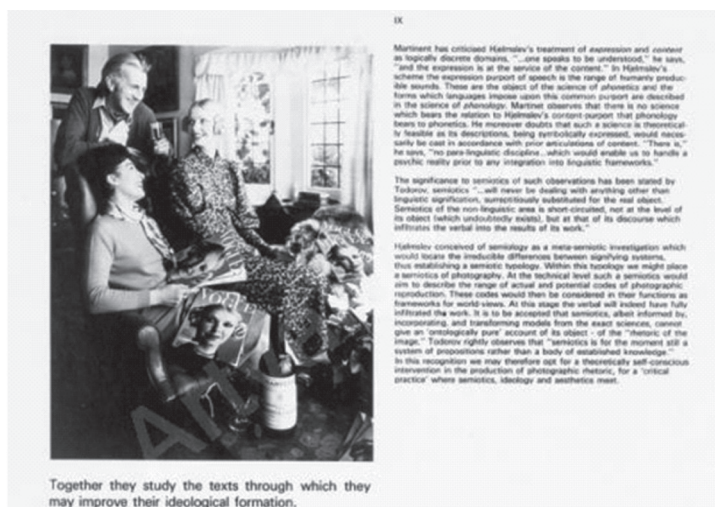 IX
Martinent has criticised Hjelmslev's treatment of expression and content
as logically discrete domains, "...one speaks to be understood," he says,
"and the expression is at the service of the content." In Hjelmslev's
scheme the expression purport of speech is the range of humanly produc-
ible sounds. These are the object of the science of phonetics and the
forms which languages impose upon this common purport are described
in the science of phonology. Martinet observes that there is no science
which bears the relation to Hjelmslev's content-purport that phonology
bears to phonetics. He moreover doubts that such a science is theoretical-
ly feasible as its descriptions, being symbolically expressed, would neces-
sarily be cast in accordance with prior articulations of content. "There is,"
he says, "no para-linguistic discipline...which would enable us to handle a
psychic reality prior to any integration into linguistic frameworks."
The significance to semiotics of such observations has been stated by
Todorov, semiotics "...will never be dealing with anything other than
linguistic signification, surreptitiously substituted for the real object.
Semiotics of the non-linguistic area is short-circuited, not at the level of
its object (which undoubtedly exists), but at that of its discourse which
infiltrates the verbal into the results of its work."
Hjelmslev conceived of semiology as a meta-semiotic investigation which
would locate the irreducible differences between signifying systems,
thus establishing a semiotic typology. Within this typology we might place
a semiotics of photography. At the technical level such a semiotics would
aim to describe the range of actual and potential codes of photographic
reproduction. These codes would then be considered in their functions as
frameworks for world-views. At this stage the verbal will indeed have fully
infiltrated the work. It is to be accepted that semiotics, albeit informed by,
incorporating, and transforming models from the exact sciences, cannot
give an 'ontologically pure' account of its object - of the "rhetoric of the
image." Todorov rightly observes that "semiotics is for the moment still a
system of propositions rather than a body of established knowledge."
In this recognition we may therefore opt for a theoretically self-conscious
intervention in the production of photographic rhetoric, for a 'critical
practice' where semiotics, ideology and aesthetics meet.
VOGUE
Together they study the texts through which they
may improve their ideological formation.